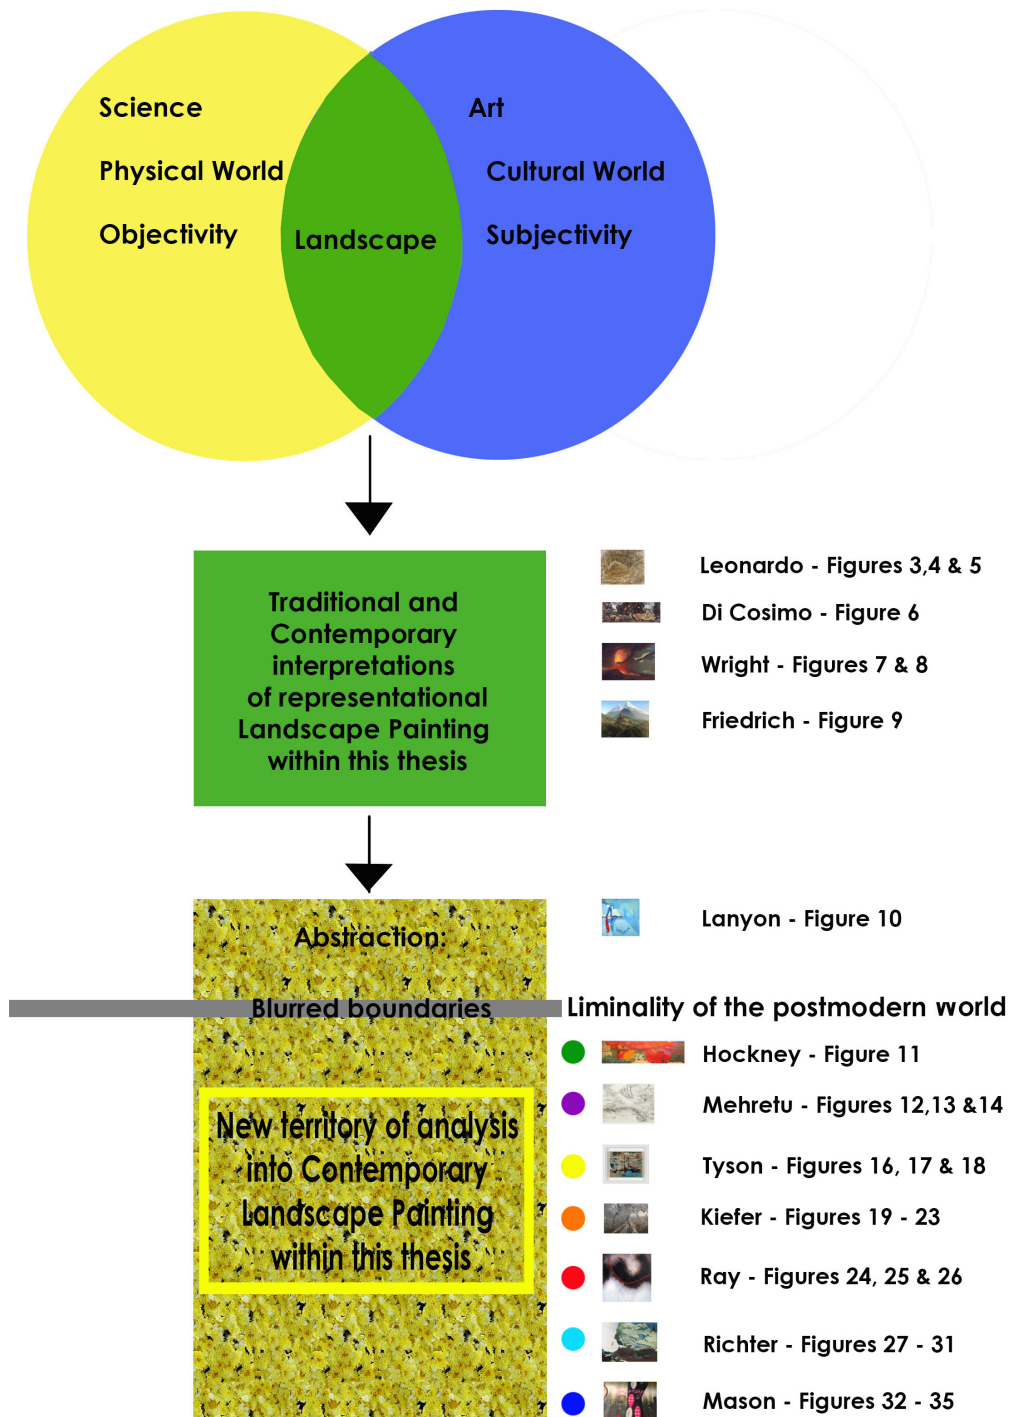 Science
Art
Physical World
Cultural World
Objectivity
Landscape
Subjectivity
Traditional and
Contemporary
interpretations
of representational
Landscape Painting
within this thesis
Leonardo - Figures 3,4 & 5
Di Cosimo - Figure 6
Wright - Figures 7 & 8
Friedrich - Figure 9
Abstraction:
Lanyon - Figure 10
Blurred boundaries
Liminality of the postmodern world
New territory of analysis
into Contemporary
Landscape Painting
within this thesis
Hockney - Figure 11
Mehretu - Figures 12,13 &14
Tyson - Figures 16, 17 & 18
Kiefer - Figures 19 - 23
Ray - Figures 24, 25 & 26
Richter - Figures 27 - 31
Mason - Figures 32 - 35